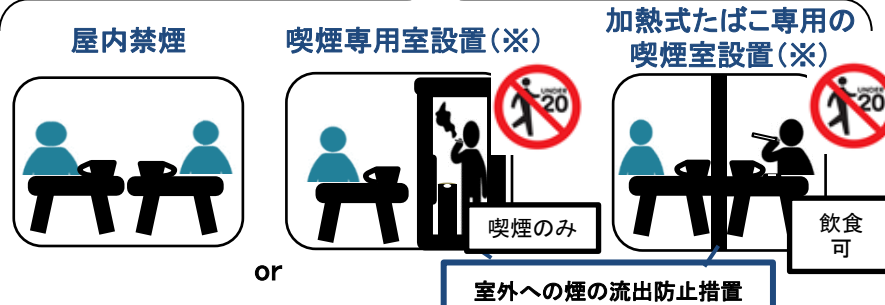 屋内禁煙
喫煙専用室設置(※)
加熱式たばこ専用の
喫煙室設置(※)
UNDER
20
UNDER
20
喫煙のみ
飲食
可
or
室外への煙の流出防止措置